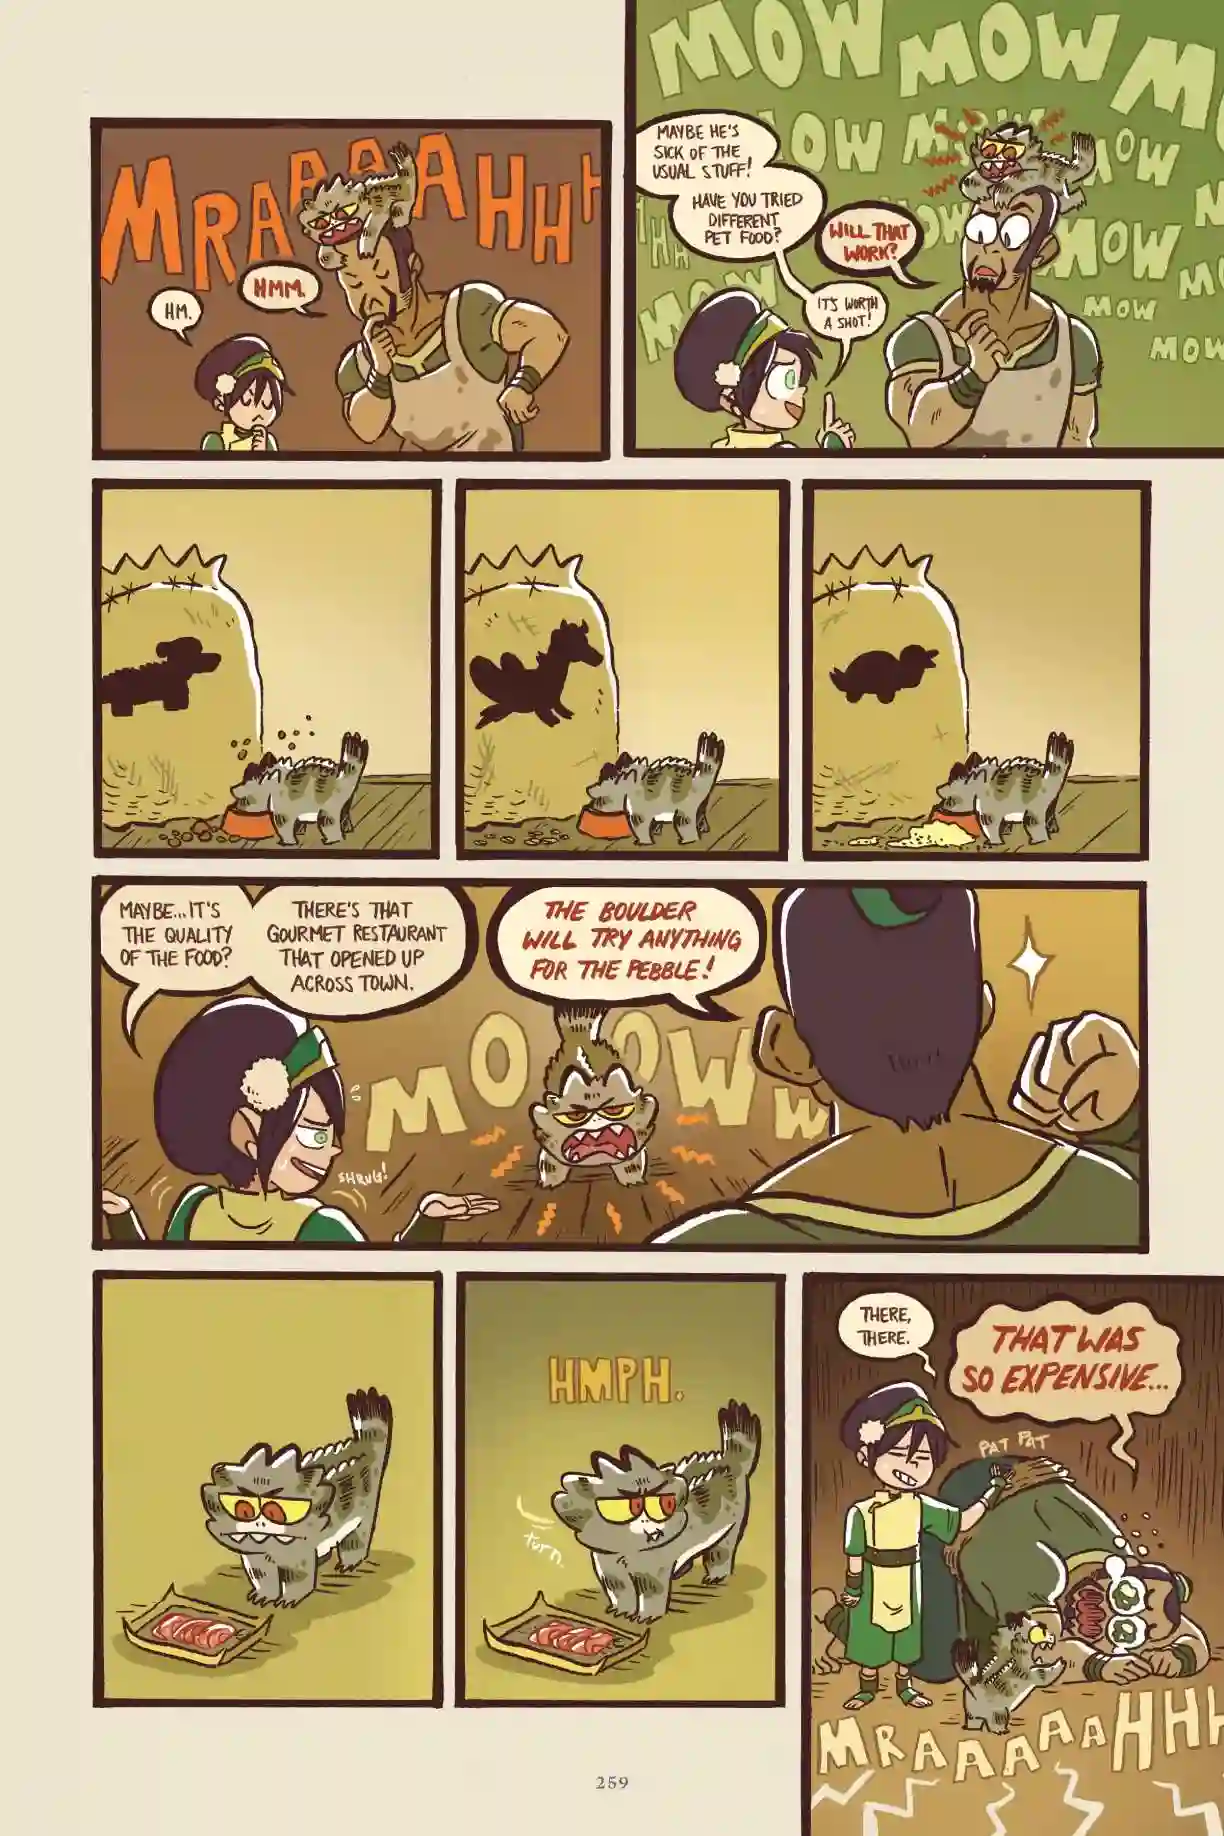 MRAAAAHHH
HM.
HMM.
MOW MOW M
MOW MOW MOW
MOW MOW
HHH
MOW
MOW
MOW
MAYBE HE'S
SICK OF THE
USUAL STUFF!
HAVE YOU TRIED
DIFFERENT
PET FOOD?
WILL THAT
WORK?
IT'S WORTH
A SHOT!
MAYBE...IT'S
THE QUALITY
OF THE FOOD?
THERE'S THAT
GOURMET RESTAURANT
THAT OPENED UP
ACROSS TOWN.
THE BOULDER
WILL TRY ANYTHING
FOR THE PEBBLE!
MOOWWW
SHRUG!
HMPH.
turn.
THERE,
THERE.
THAT WAS
SO EXPENSIVE...
PAT PAT
MRAAAAAAHHH
259